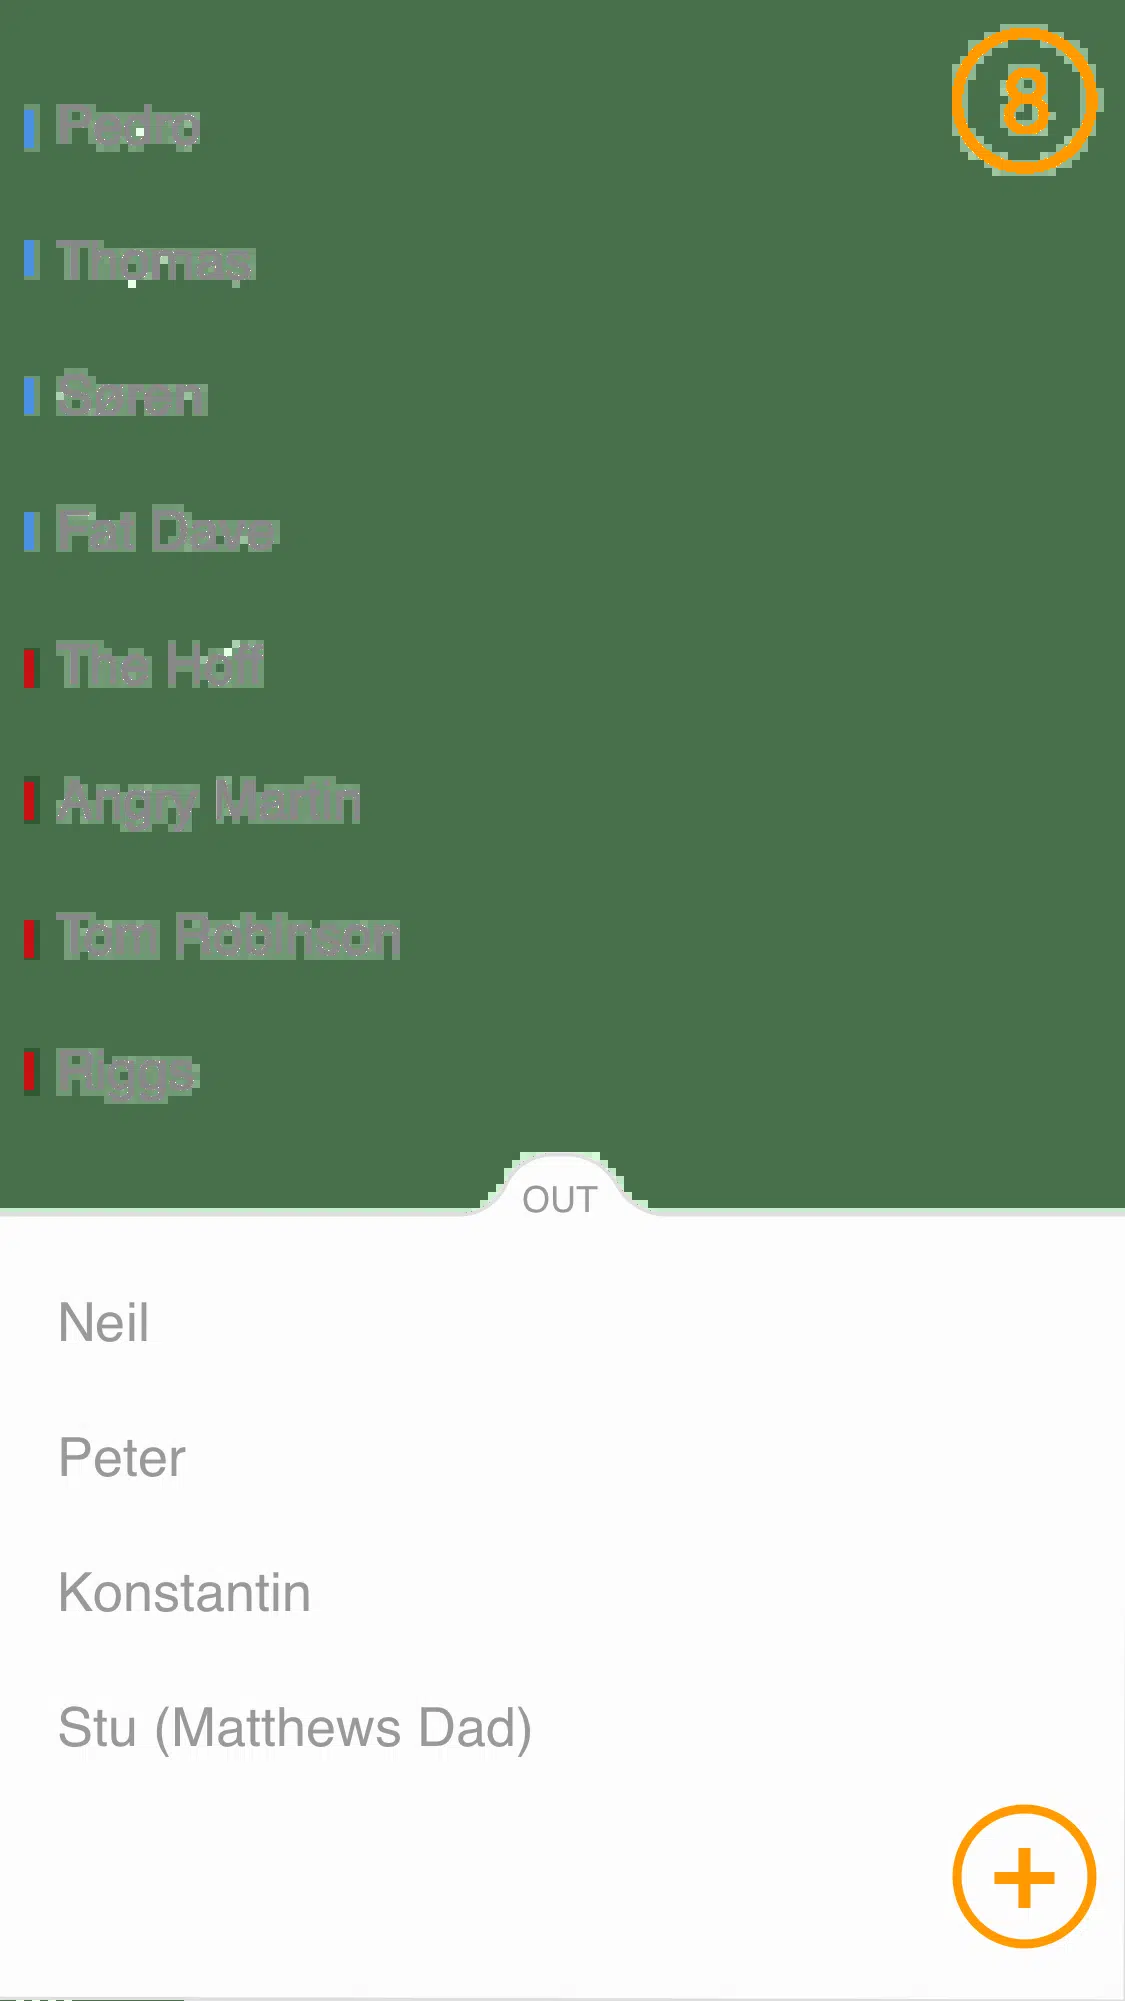 8
Pedro
Thomas
Søren
Fat Dave
The Hoff
Angry Martin
Tom Robinson
Riggs
OUT
Neil
Peter
Konstantin
Stu (Matthews Dad)
+